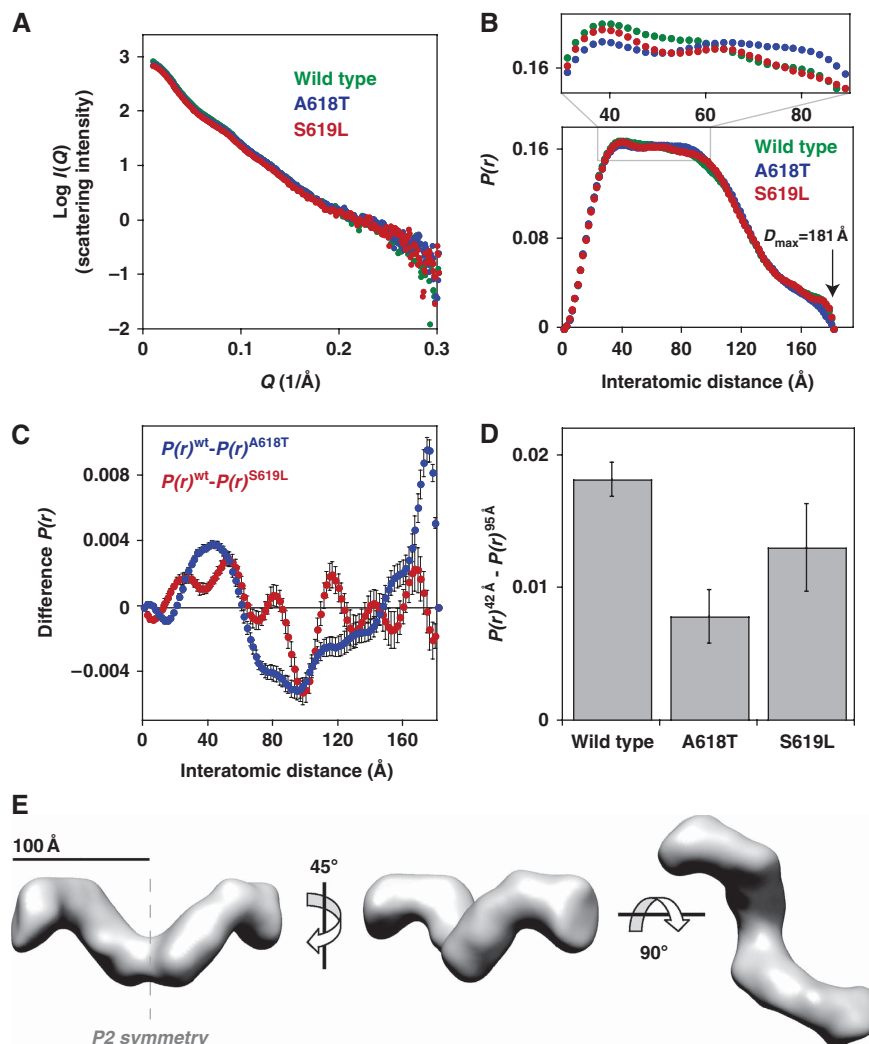 A
Log I(Q)
(scattering intensity)
3
2
1
0
−1
−2
Wild type
A618T
S619L
0
0.1
0.2
0.3
Q (1/Å)
B
0.16
40
60
80
P(r)
0.16
0.08
0
Wild type
A618T
S619L
Dmax=181 Å
0
40
80
120
160
Interatomic distance (Å)
C
Difference P(r)
0.008
0.004
0
−0.004
P(r)wt-P(r)A618T
P(r)wt-P(r)S619L
0
40
80
120
160
Interatomic distance (Å)
D
P(r)42 Å - P(r)95 Å
0.02
0.01
0
Wild type
A618T
S619L
E
100 Å
45°
90°
P2 symmetry